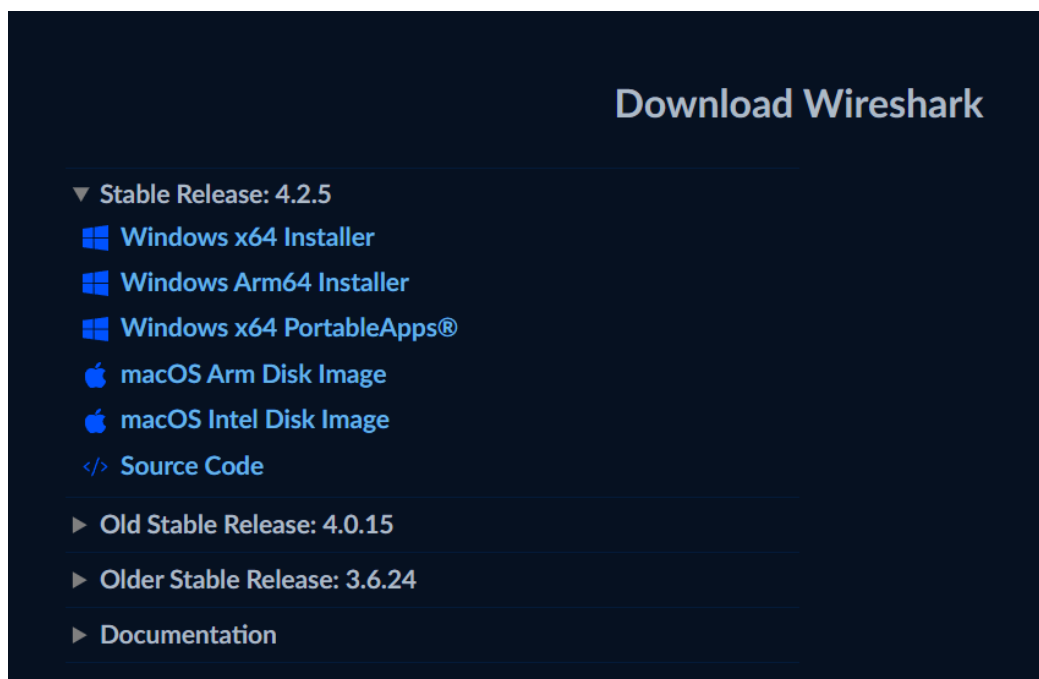 Download Wireshark
Stable Release: 4.2.5
Windows x64 Installer
Windows Arm64 Installer
Windows x64 PortableApps®
macOS Arm Disk Image
macOS Intel Disk Image
</> Source Code
Old Stable Release: 4.0.15
Older Stable Release: 3.6.24
Documentation